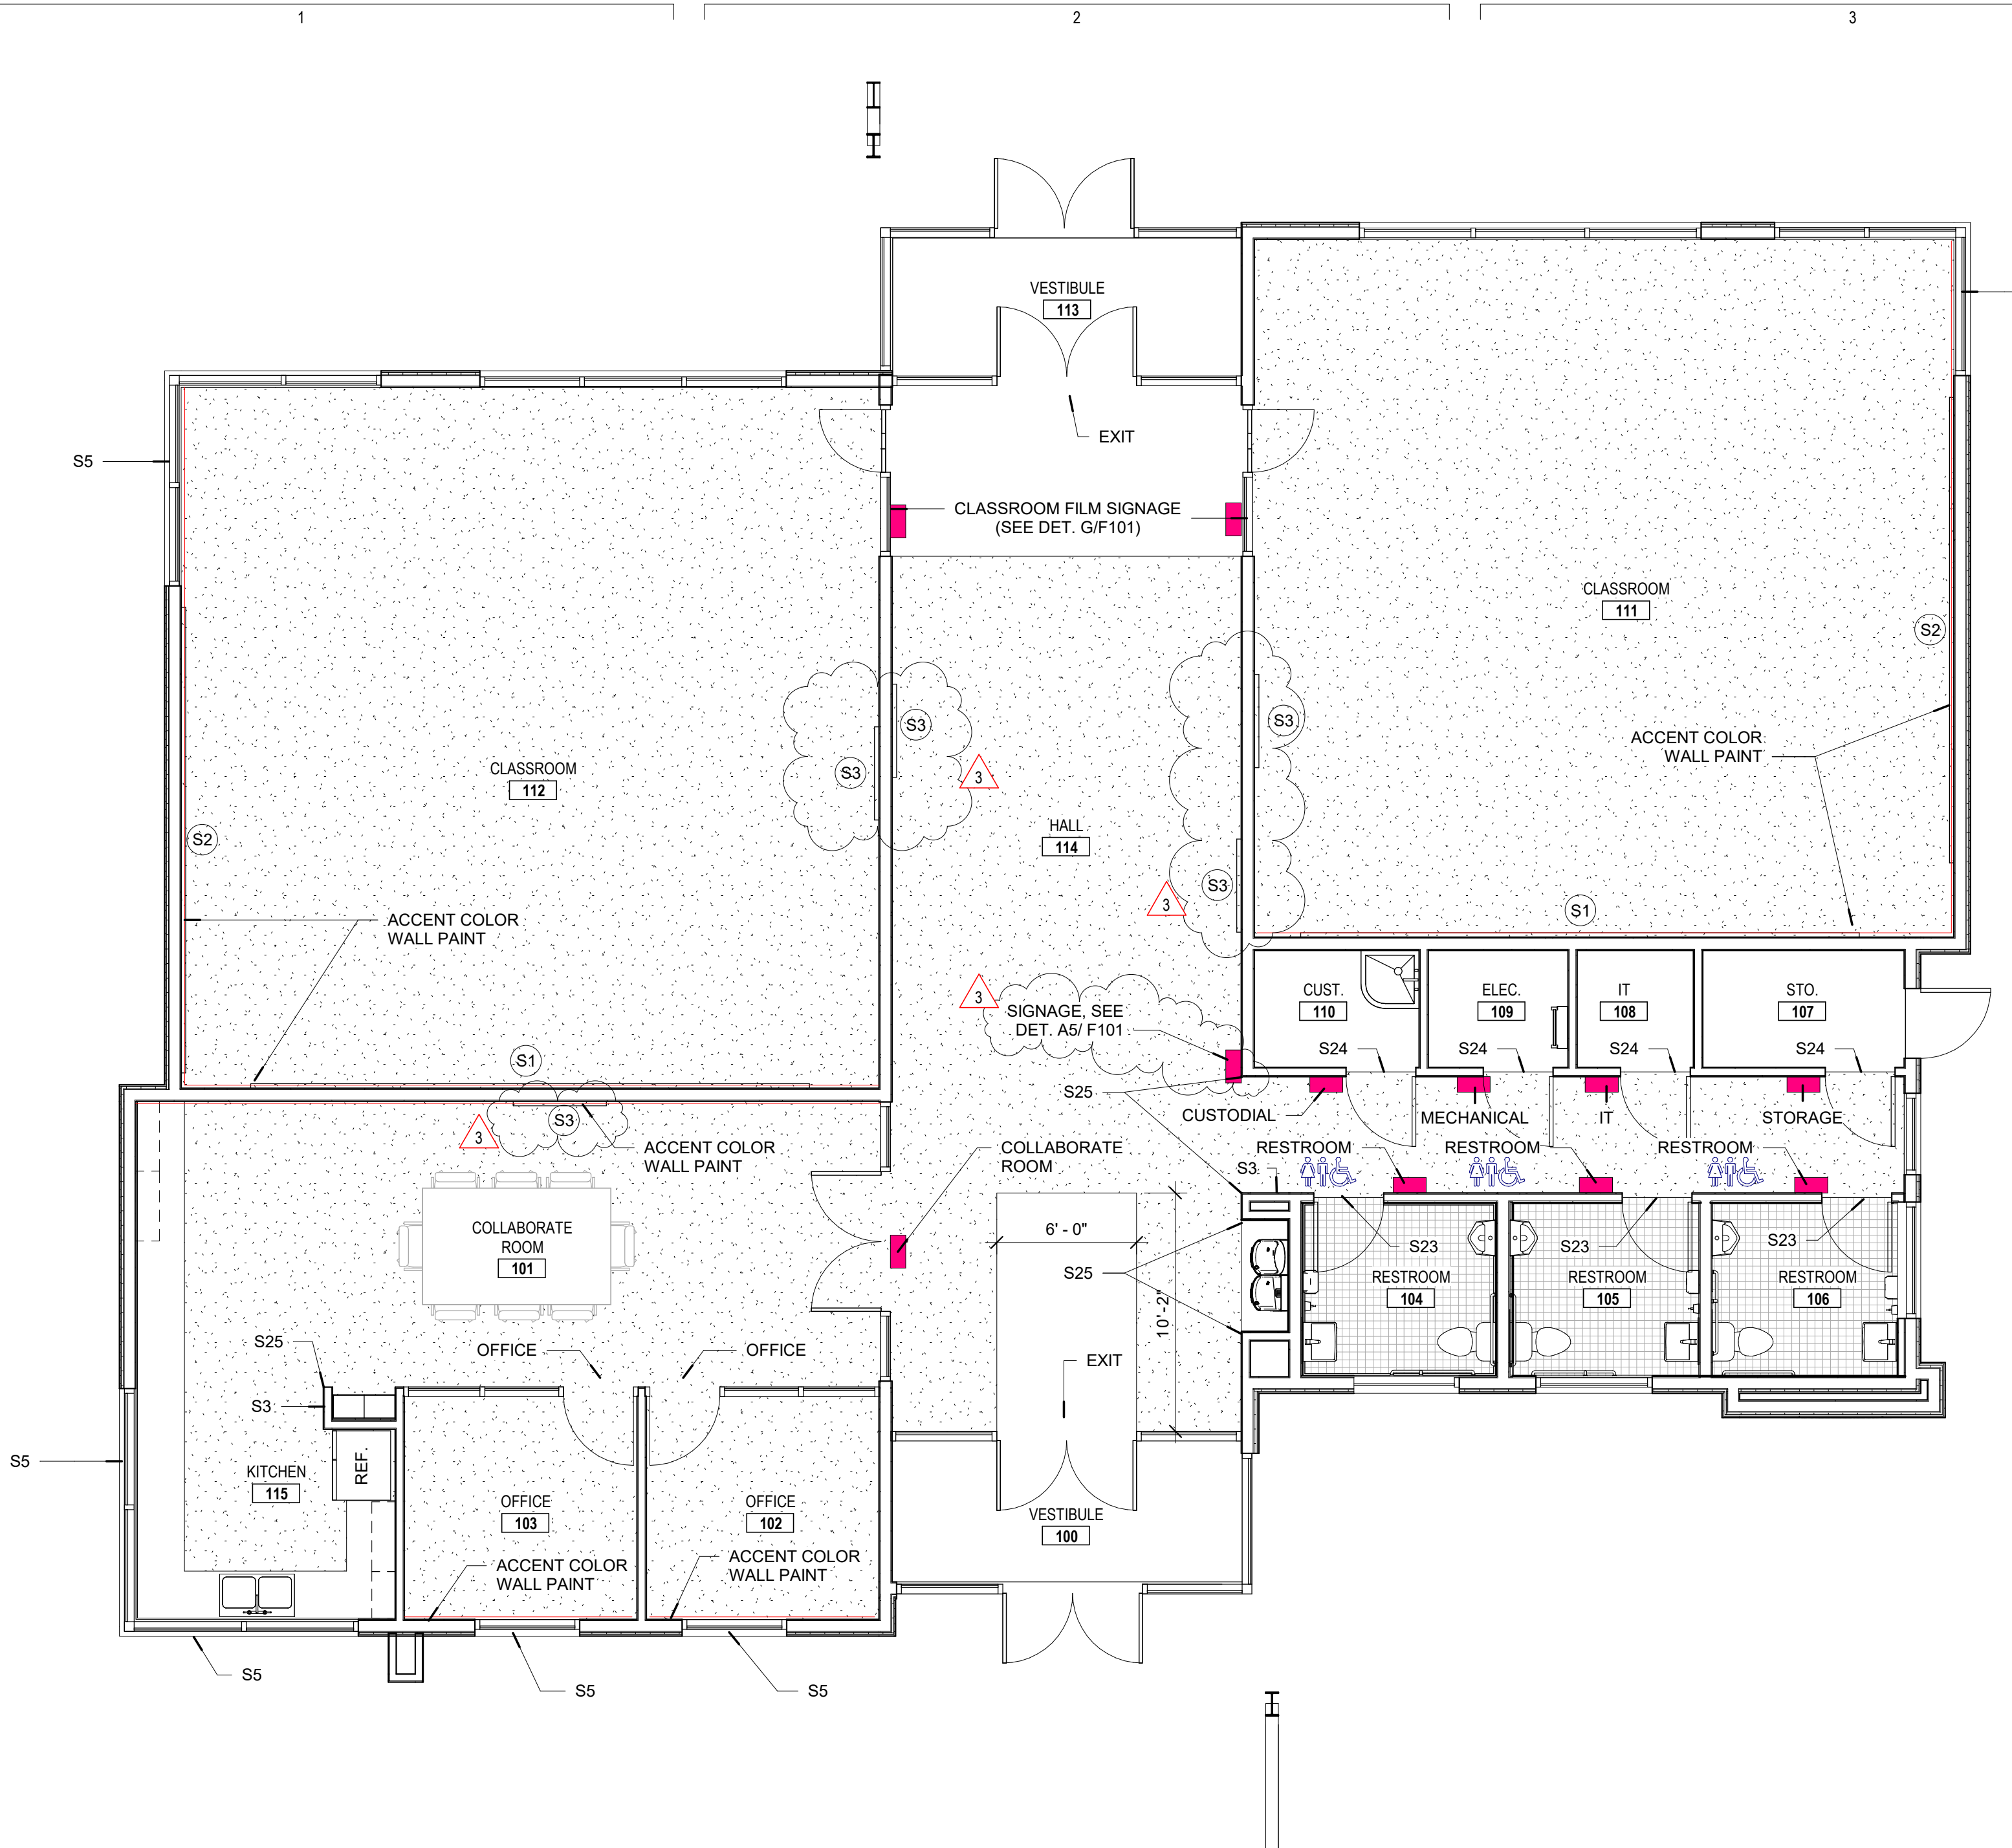 1
2
3
VESTIBULE
113
EXIT
S5
CLASSROOM FILM SIGNAGE
(SEE DET. G/F101)
CLASSROOM
111
S2
S3
S3
S3
ACCENT COLOR
WALL PAINT
CLASSROOM
112
3
HALL
114
S2
S3
3
S1
ACCENT COLOR
WALL PAINT
3
SIGNAGE, SEE
DET. A5/ F101
CUST.
110
ELEC.
109
IT
108
STO.
107
S24
S24
S24
S24
S1
S25
S3
3
ACCENT COLOR
WALL PAINT
CUSTODIAL
MECHANICAL
IT
STORAGE
COLLABORATE
ROOM
RESTROOM
RESTROOM
RESTROOM
S3
COLLABORATE
ROOM
101
6' - 0"
10' - 2"
S25
S23
S23
S23
RESTROOM
104
RESTROOM
105
RESTROOM
106
S25
OFFICE
OFFICE
EXIT
S3
S5
KITCHEN
115
REF.
OFFICE
103
OFFICE
102
VESTIBULE
100
ACCENT COLOR
WALL PAINT
ACCENT COLOR
WALL PAINT
S5
S5
S5